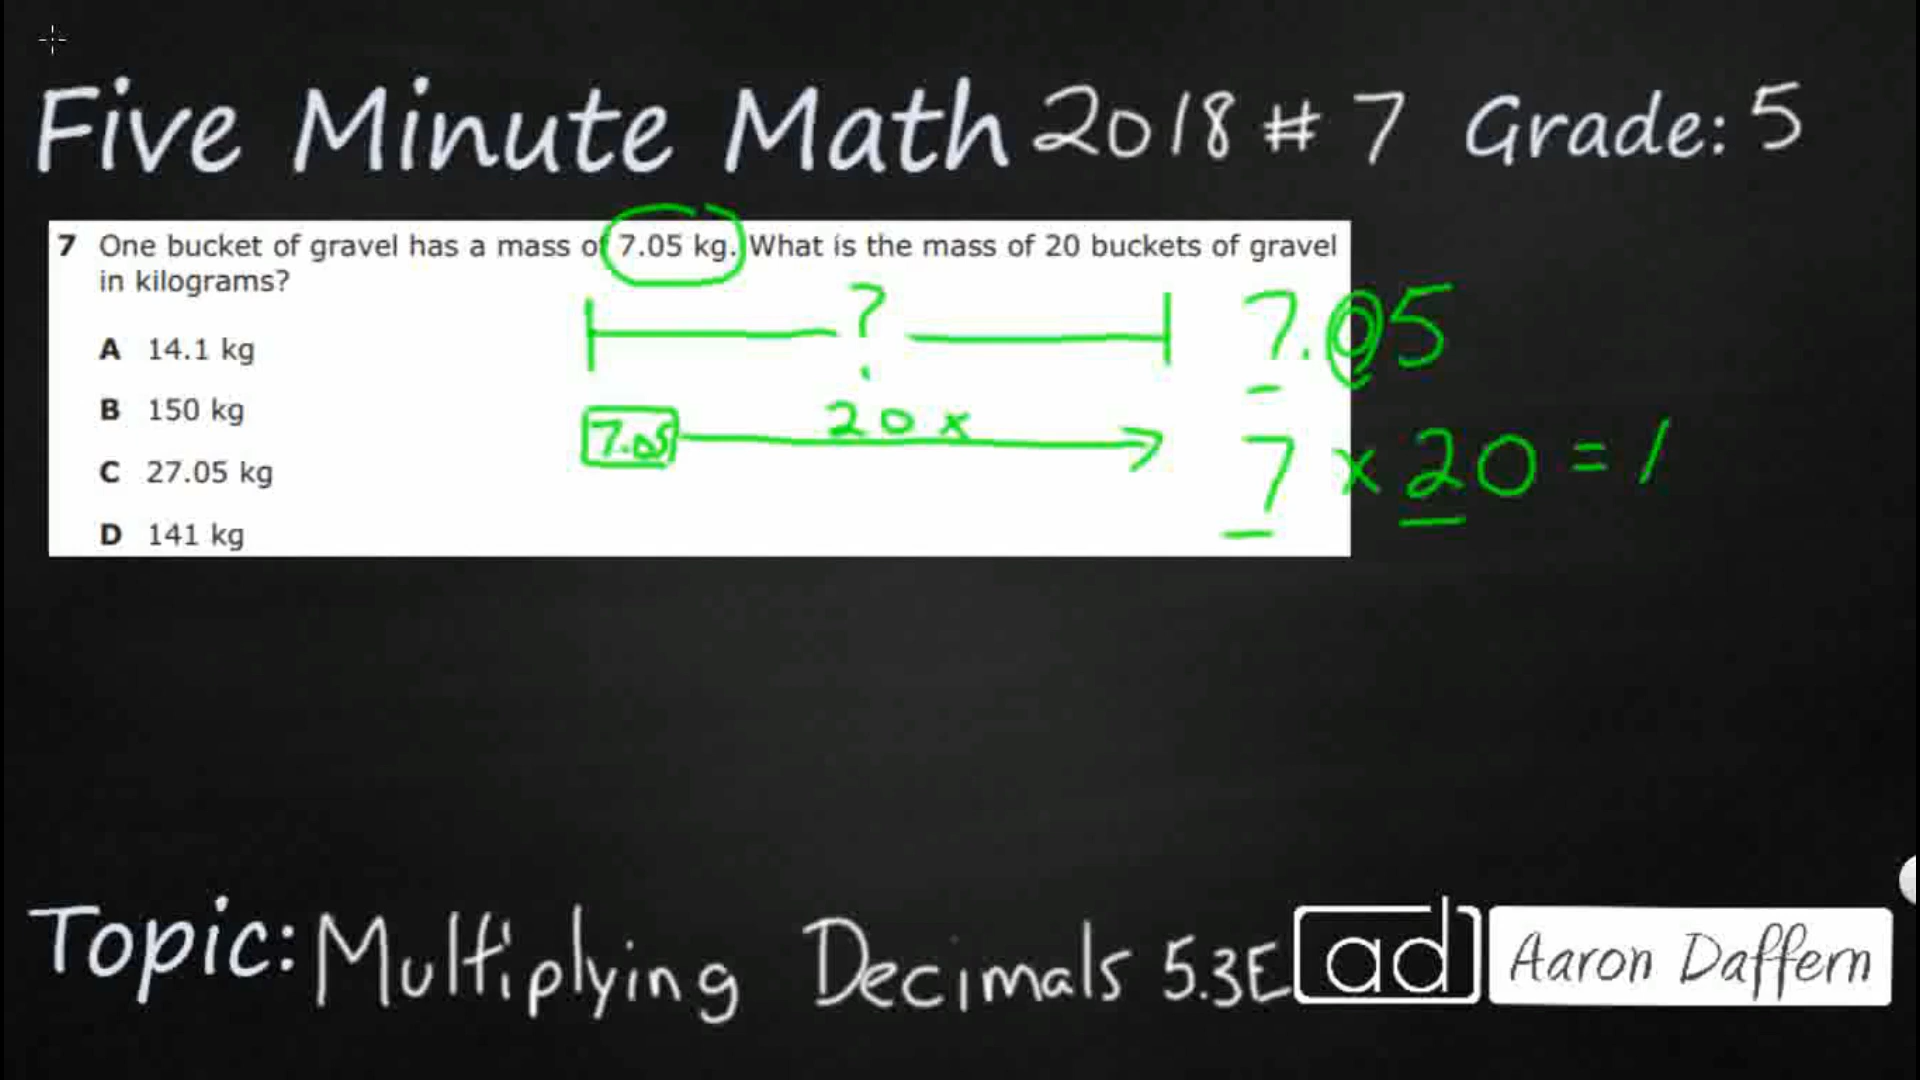 Five Minute Math 2018 # 7 Grade: 5
7 One bucket of gravel has a mass of 7.05 kg. What is the mass of 20 buckets of gravel
in kilograms?
?
7.05
A 14.1 kg
B 150 kg
20 x
7.05
7 x 20 = 1
C 27.05 kg
D 141 kg
Topic: Multiplying Decimals 5.3E
ad Aaron Daffern